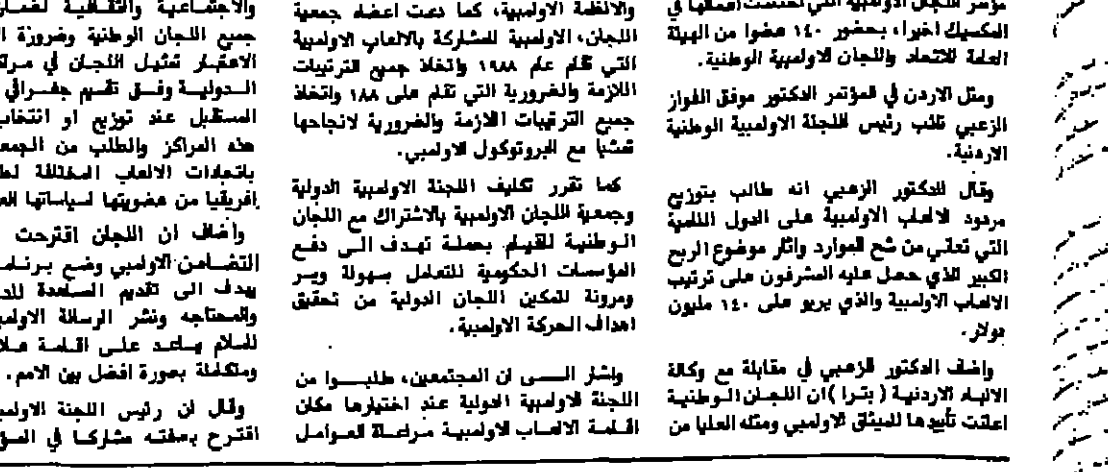 مؤتمر اللجان الاولمبية التي اختتمت اعمالها في
المكسيك اخيرا، بحضور ١٤٠ عضوا من الهيئة
العامة للاتحاد واللجان الاولمبية الوطنية.
ومثل الاردن في المؤتمر الدكتور موفق الفواز
الزعبي نائب رئيس اللجنة الاولمبية الوطنية
الاردنية.
وقال الدكتور الزعبي انه طالب بتوزيع
مردود الالعاب الاولمبية على الدول النامية
التي تعاني من شح الموارد واثار موضوع الربح
الكبير الذي حصل عليه المشرفون على ترتيب
الالعاب الاولمبية والذي يربو على ١٤٠ مليون
دولار.
واضاف الدكتور الزعبي في مقابلة مع وكالة
الانباء الاردنية ( بترا ) ان اللجان الوطنية
اعلنت تأييدها للميثاق الاولمبي ومثله العليا من
والانظمة الاولمبية، كما دعت اعضاء جمعية
اللجان، الاولمبية للمشاركة بالالعاب الاولمبية
التي تقام عام ١٩٨٨ واتخاذ جميع الترتيبات
اللازمة والضرورية التي تقام على ١٨٨ واتخاذ
جميع الترتيبات اللازمة والضرورية لانجاحها
تمشيا مع البروتوكول الاولمبي.
كما تقرر تكليف اللجنة الاولمبية الدولية
وجمعية اللجان الاولمبية بالاشتراك مع اللجان
الوطنية للقيام بحملة تهدف الى دفع
المؤسسات الحكومية للتعامل بسهولة ويسر
ومرونة لتمكين اللجان الدولية من تحقيق
اهداف الحركة الاولمبية.
واشار الى ان المجتمعين، طلبوا من
اللجنة الاولمبية الدولية عند اختيارها مكان
اقامة الالعاب الاولمبية مراعاة العوامل
والاجتماعية والثقافية لضمان
جميع اللجان الوطنية وضرورة
الاعتبار تمثيل اللجان في
الدولية وفق تقسيم جغرافي
المستقبل عند توزيع او انتخاب
هذه المراكز والطلب من
باتحادات الالعاب المختلفة
افريقيا من عضويتها لسياساتها
واضاف ان اللجان اقترحت
التضامن الاولمبي وضع
يهدف الى تقديم المساعدة
والمحتاجه ونشر الرسالة
للسلام يساعد على اقامة
ومتكاملة بصورة افضل بين الامم.
وقال ان رئيس اللجنة
اقترح بصفته مشاركا في